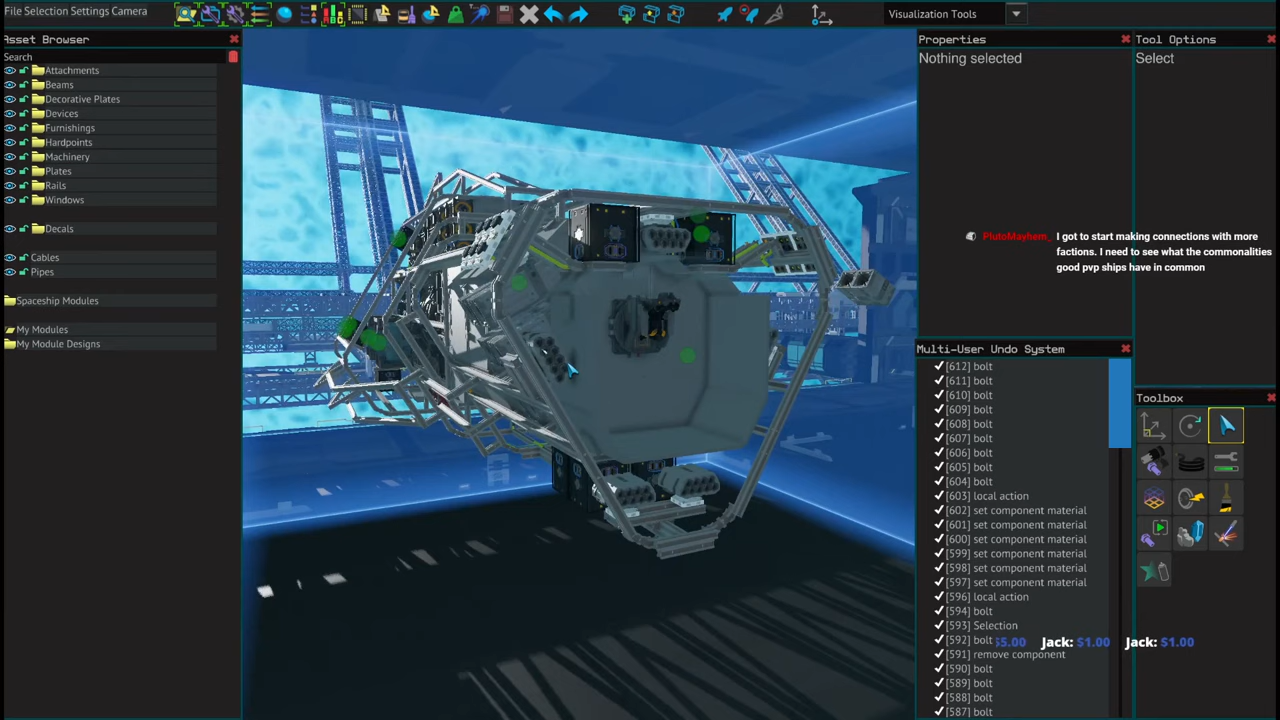 File Selection Settings Camera
Visualization Tools
Asset Browser
Search
Attachments
Beams
Decorative Plates
Devices
Furnishings
Hardpoints
Machinery
Plates
Rails
Windows
Decals
Cables
Pipes
Spaceship Modules
My Modules
My Module Designs
Properties
Nothing selected
Tool Options
Select
PlutoMayhem_ I got to start making connections with more
factions. I need to see what the commonalities
good pvp ships have in common
Multi-User Undo System
[612] bolt
[611] bolt
[610] bolt
[609] bolt
[608] bolt
[607] bolt
[606] bolt
[605] bolt
[604] bolt
[603] local action
[602] set component material
[601] set component material
[600] set component material
[599] set component material
[598] set component material
[597] set component material
[596] local action
[594] bolt
[593] Selection
[592] bolt
[591] remove component
[590] bolt
[589] bolt
[588] bolt
[587] bolt
$5.00 Jack: $1.00 Jack: $1.00
Toolbox